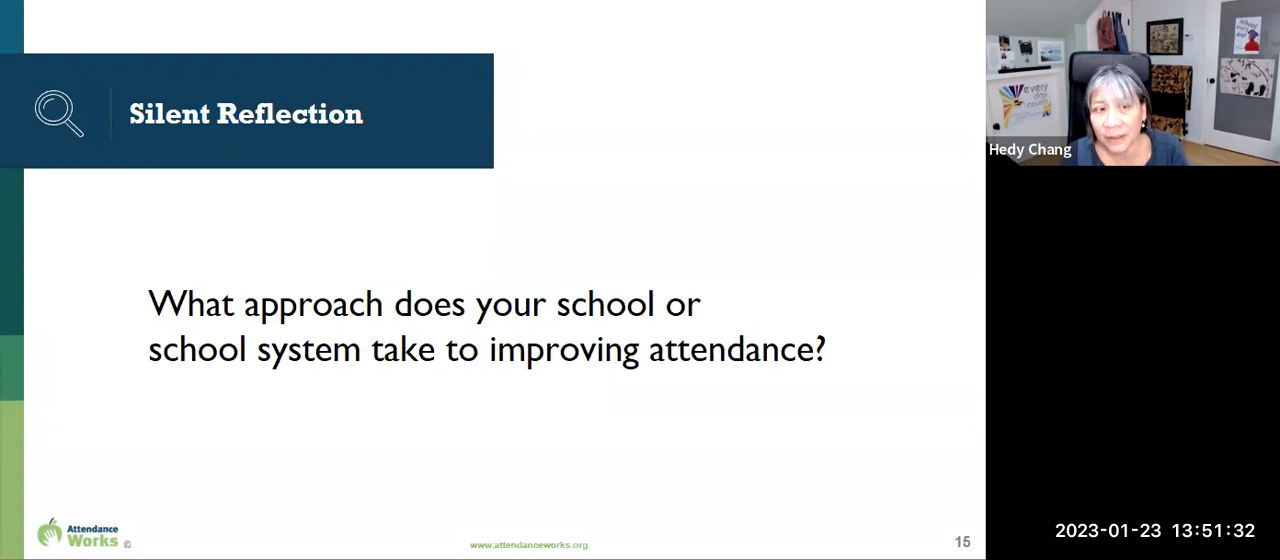 Silent Reflection
What approach does your school or
school system take to improving attendance?
Attendance
Works ©
www.attendanceworks.org
15
every
day
counts
Hedy Chang
2023-01-23 13:51:32